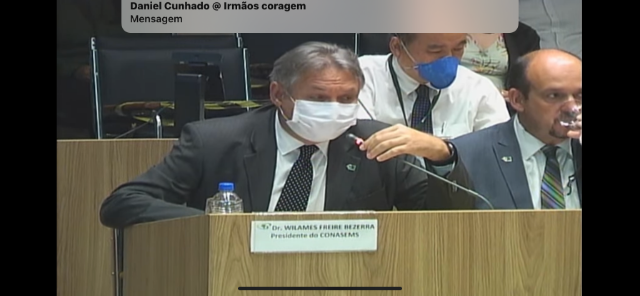 Daniel Cunhado @ Irmãos coragem
Mensagem
Dr. WILAMES FREIRE BEZERRA
Presidente do CONASEMS